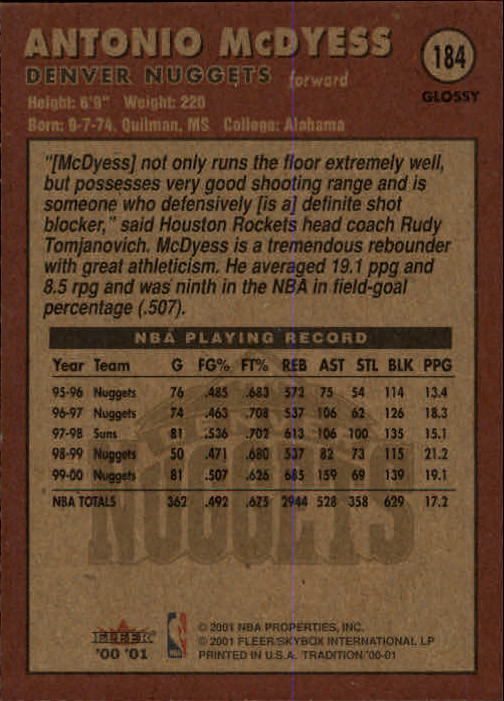 ANTONIO McDYESS
184
DENVER NUGGETS forward
GLOSSY
Height: 6'9" Weight: 220
Born: 9-7-74, Quitman, MS College: Alabama
"[McDyess] not only runs the floor extremely well,
but possesses very good shooting range and is
someone who defensively [is a] definite shot
blocker," said Houston Rockets head coach Rudy
Tomjanovich. McDyess is a tremendous rebounder
with great athleticism. He averaged 19.1 ppg and
8.5 rpg and was ninth in the NBA in field-goal
percentage (.507).
NBA PLAYING RECORD
Year Team G FG% FT% REB AST STL BLK PPG
95-96 Nuggets 76 .485 .683 572 75 54 114 13.4
96-97 Nuggets 74 .463 .708 537 106 62 126 18.3
97-98 Suns 81 .536 .702 613 106 100 135 15.1
98-99 Nuggets 50 .471 .680 537 82 73 115 21.2
99-00 Nuggets 81 .507 .626 685 159 69 139 19.1
NBA TOTALS 362 .492 .675 2944 528 358 629 17.2
NUGGETS
FLEER
'00 '01
NBA
© 2001 NBA PROPERTIES, INC.
© 2001 FLEER/SKYBOX INTERNATIONAL LP
PRINTED IN U.S.A. TRADITION '00-01